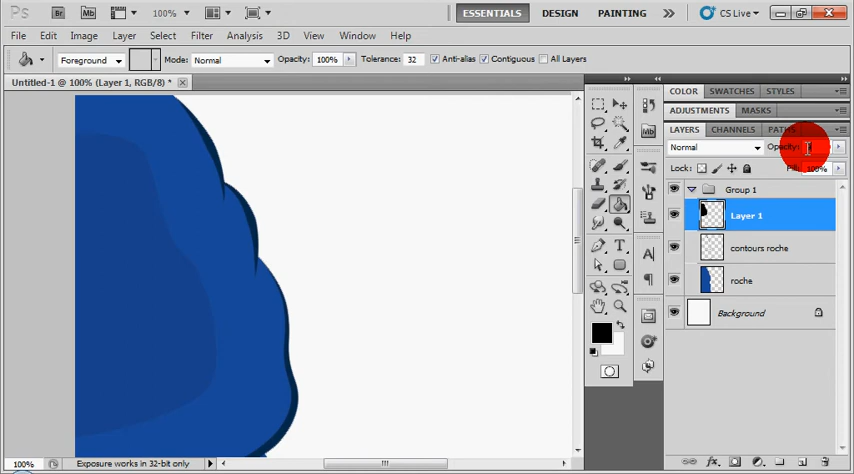 PS Br Mb 100% ESSENTIALS DESIGN PAINTING CS Live
File Edit Image Layer Select Filter Analysis 3D View Window Help
Foreground Mode: Normal Opacity: 100% Tolerance: 32 Anti-alias Contiguous All Layers
Untitled-1 @ 100% (Layer 1, RGB/8) *
COLOR SWATCHES STYLES
ADJUSTMENTS MASKS
LAYERS CHANNELS PATHS
Normal Opacity:
Lock: Fill: 100%
Group 1
Layer 1
contours roche
roche
Background
Mb
T
A
fx
100% Exposure works in 32-bit only